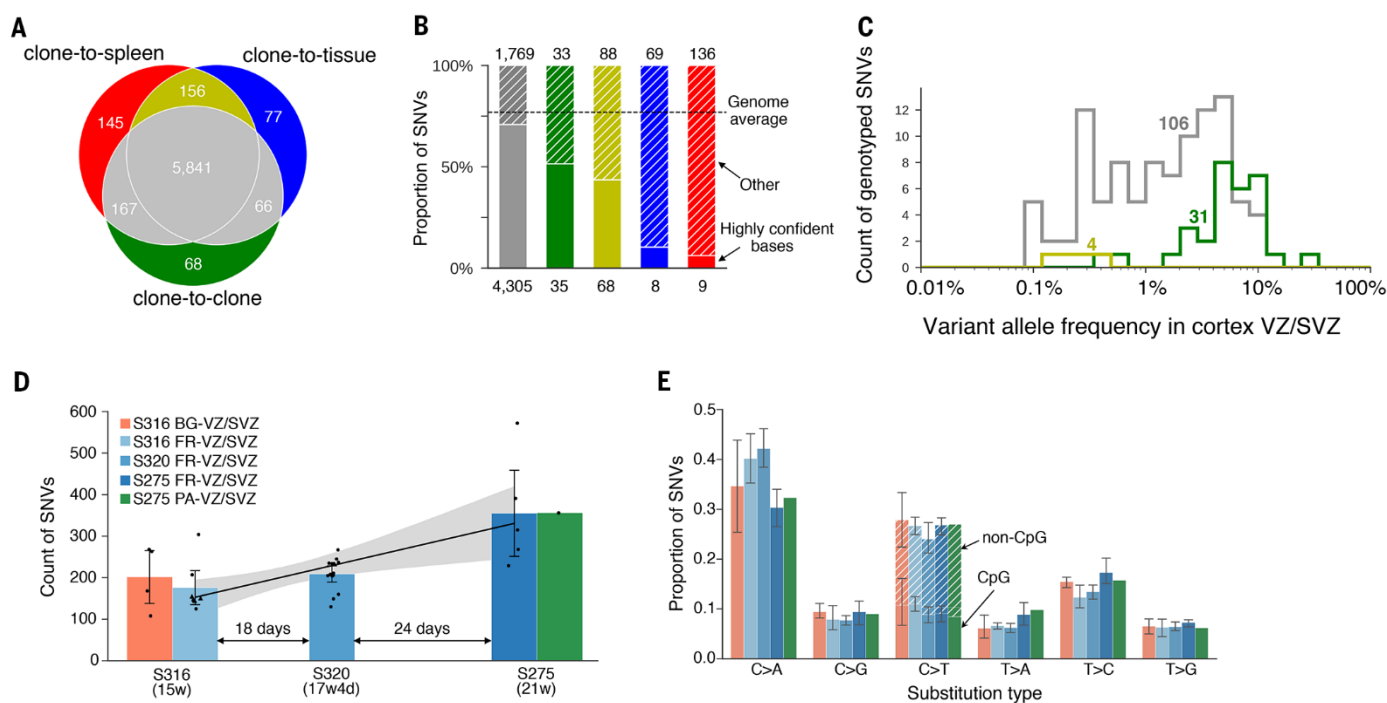 A
clone-to-spleen
clone-to-tissue
156
145
77
5,841
167
66
68
clone-to-clone
B
1,769 33 88 69 136
100%
50%
0%
Proportion of SNVs
Genome
average
Other
Highly confident
bases
4,305 35 68 8 9
C
Count of genotyped SNVs
12
10
8
6
4
2
1
0
106
31
4
0.01% 0.1% 1% 10% 100%
Variant allele frequency in cortex VZ/SVZ
D
Count of SNVs
600
500
400
300
200
100
0
S316 BG-VZ/SVZ
S316 FR-VZ/SVZ
S320 FR-VZ/SVZ
S275 FR-VZ/SVZ
S275 PA-VZ/SVZ
18 days
24 days
S316 S320 S275
(15w) (17w4d) (21w)
E
Proportion of SNVs
0.5
0.4
0.3
0.2
0.1
0.0
non-CpG
CpG
C>A C>G C>T T>A T>C T>G
Substitution type